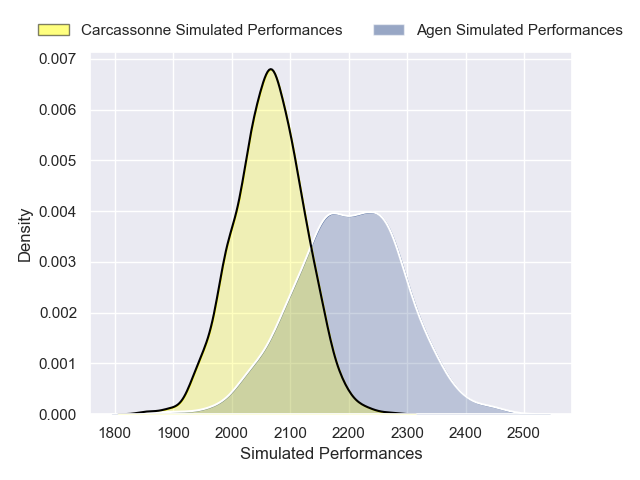 Carcassonne Simulated Performances
Agen Simulated Performances
0.007
0.006
0.005
0.004
0.003
0.002
0.001
0.000
Density
1800 1900 2000 2100 2200 2300 2400 2500
Simulated Performances